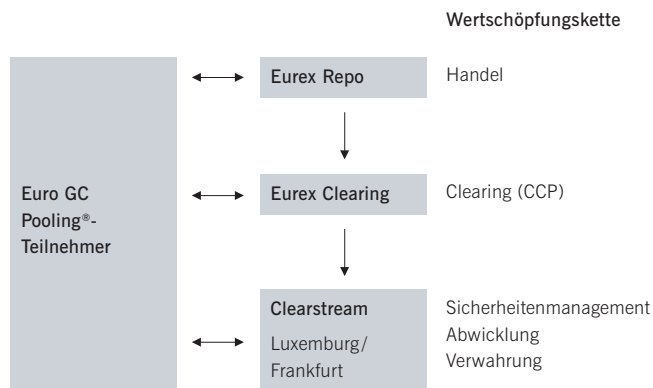 Wertschöpfungskette
Eurex Repo
Handel
Euro GC
Pooling®-
Teilnehmer
Eurex Clearing
Clearing (CCP)
Clearstream
Luxemburg/
Frankfurt
Sicherheitenmanagement
Abwicklung
Verwahrung